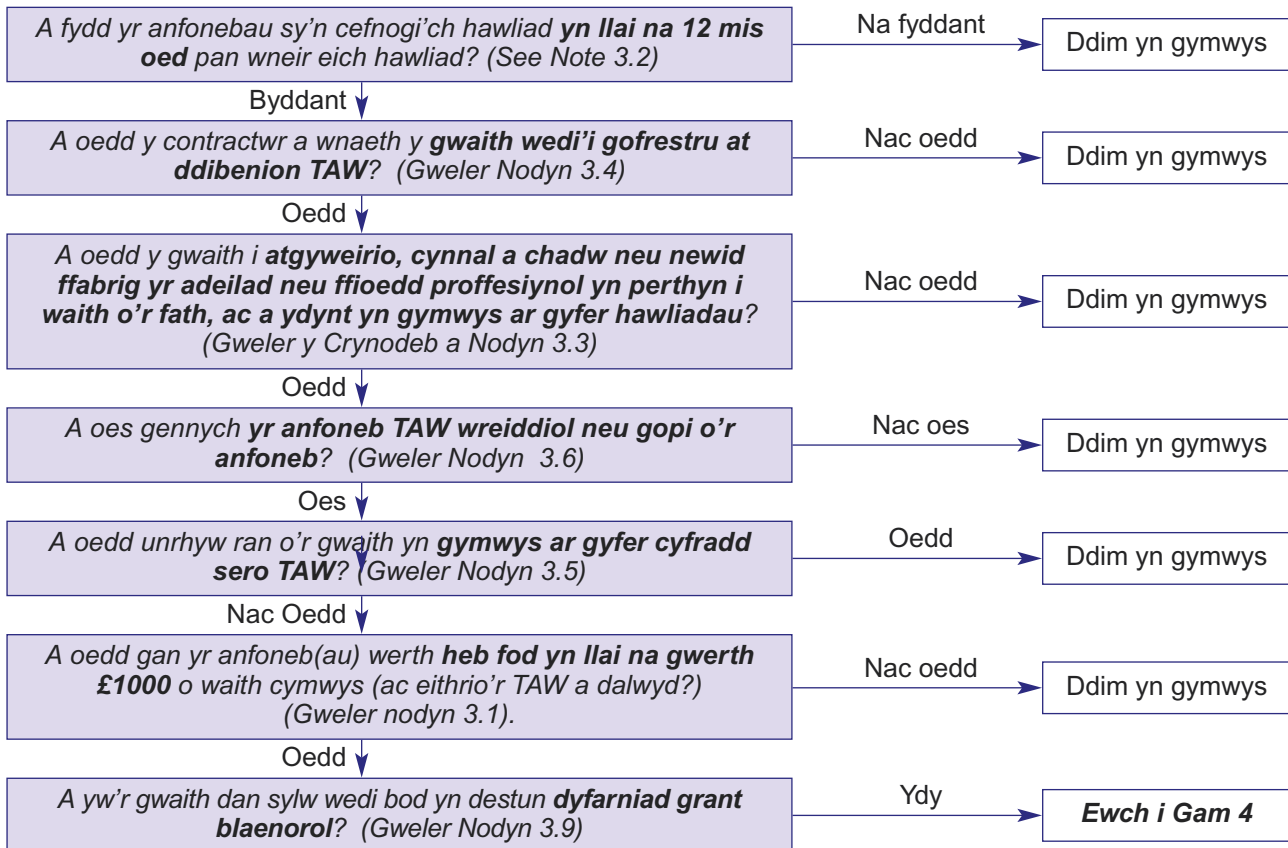 A fydd yr anfonebau sy'n cefnogi'ch hawliad yn llai na 12 mis
oed pan wneir eich hawliad? (See Note 3.2)
Na fyddant
Ddim yn gymwys
Byddant
A oedd y contractwr a wnaeth y gwaith wedi'i gofrestru at
ddibenion TAW? (Gweler Nodyn 3.4)
Nac oedd
Ddim yn gymwys
Oedd
A oedd y gwaith i atgyweirio, cynnal a chadw neu newid
ffabrig yr adeilad neu ffioedd proffesiynol yn perthyn i
waith o'r fath, ac a ydynt yn gymwys ar gyfer hawliadau?
(Gweler y Crynodeb a Nodyn 3.3)
Nac oedd
Ddim yn gymwys
Oedd
A oes gennych yr anfoneb TAW wreiddiol neu gopi o'r
anfoneb? (Gweler Nodyn 3.6)
Nac oes
Ddim yn gymwys
Oes
A oedd unrhyw ran o'r gwaith yn gymwys ar gyfer cyfradd
sero TAW? (Gweler Nodyn 3.5)
Oedd
Ddim yn gymwys
Nac Oedd
A oedd gan yr anfoneb(au) werth heb fod yn llai na gwerth
£1000 o waith cymwys (ac eithrio'r TAW a dalwyd?)
(Gweler nodyn 3.1).
Nac oedd
Ddim yn gymwys
Oedd
A yw'r gwaith dan sylw wedi bod yn destun dyfarniad grant
blaenorol? (Gweler Nodyn 3.9)
Ydy
Ewch i Gam 4